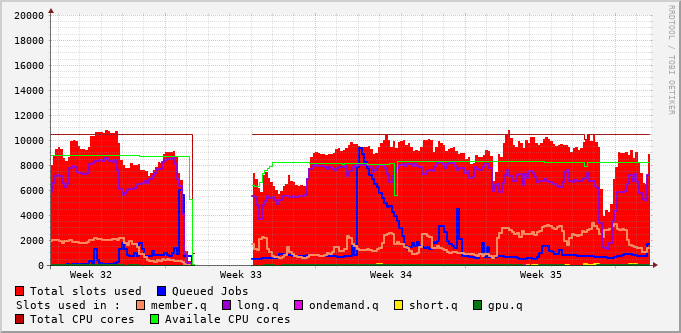 RRDTOOL / TOBI OETIKER
20000
18000
16000
14000
12000
10000
8000
6000
4000
2000
0
Week 32 Week 33 Week 34 Week 35
Total slots used Queued Jobs
Slots used in : member.q long.q ondemand.q short.q gpu.q
Total CPU cores Availale CPU cores